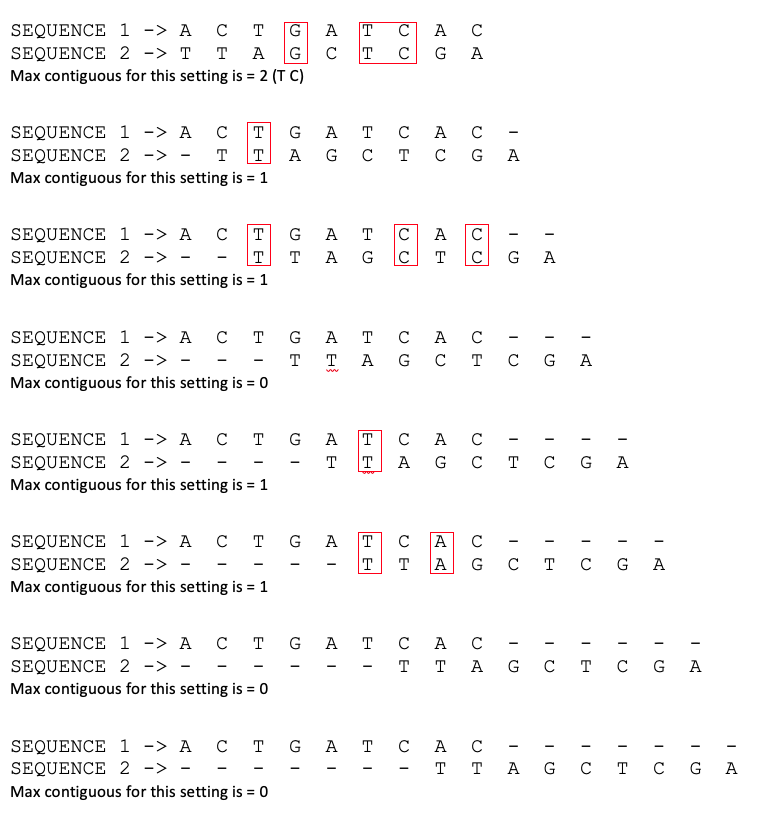 SEQUENCE 1 -> A C T G A T C A C
SEQUENCE 2 -> T T A G C T C G A
Max contiguous for this setting is = 2 (T C)
SEQUENCE 1 -> A C T G A T C A C -
SEQUENCE 2 -> - T T A G C T C G A
Max contiguous for this setting is = 1
SEQUENCE 1 -> A C T G A T C A C - -
SEQUENCE 2 -> - - T T A G C T C G A
Max contiguous for this setting is = 1
SEQUENCE 1 -> A C T G A T C A C - - -
SEQUENCE 2 -> - - - T T A G C T C G A
Max contiguous for this setting is = 0
SEQUENCE 1 -> A C T G A T C A C - - - -
SEQUENCE 2 -> - - - - T T A G C T C G A
Max contiguous for this setting is = 1
SEQUENCE 1 -> A C T G A T C A C - - - - -
SEQUENCE 2 -> - - - - - T T A G C T C G A
Max contiguous for this setting is = 1
SEQUENCE 1 -> A C T G A T C A C - - - - - -
SEQUENCE 2 -> - - - - - - T T A G C T C G A
Max contiguous for this setting is = 0
SEQUENCE 1 -> A C T G A T C A C - - - - - - -
SEQUENCE 2 -> - - - - - - - T T A G C T C G A
Max contiguous for this setting is = 0